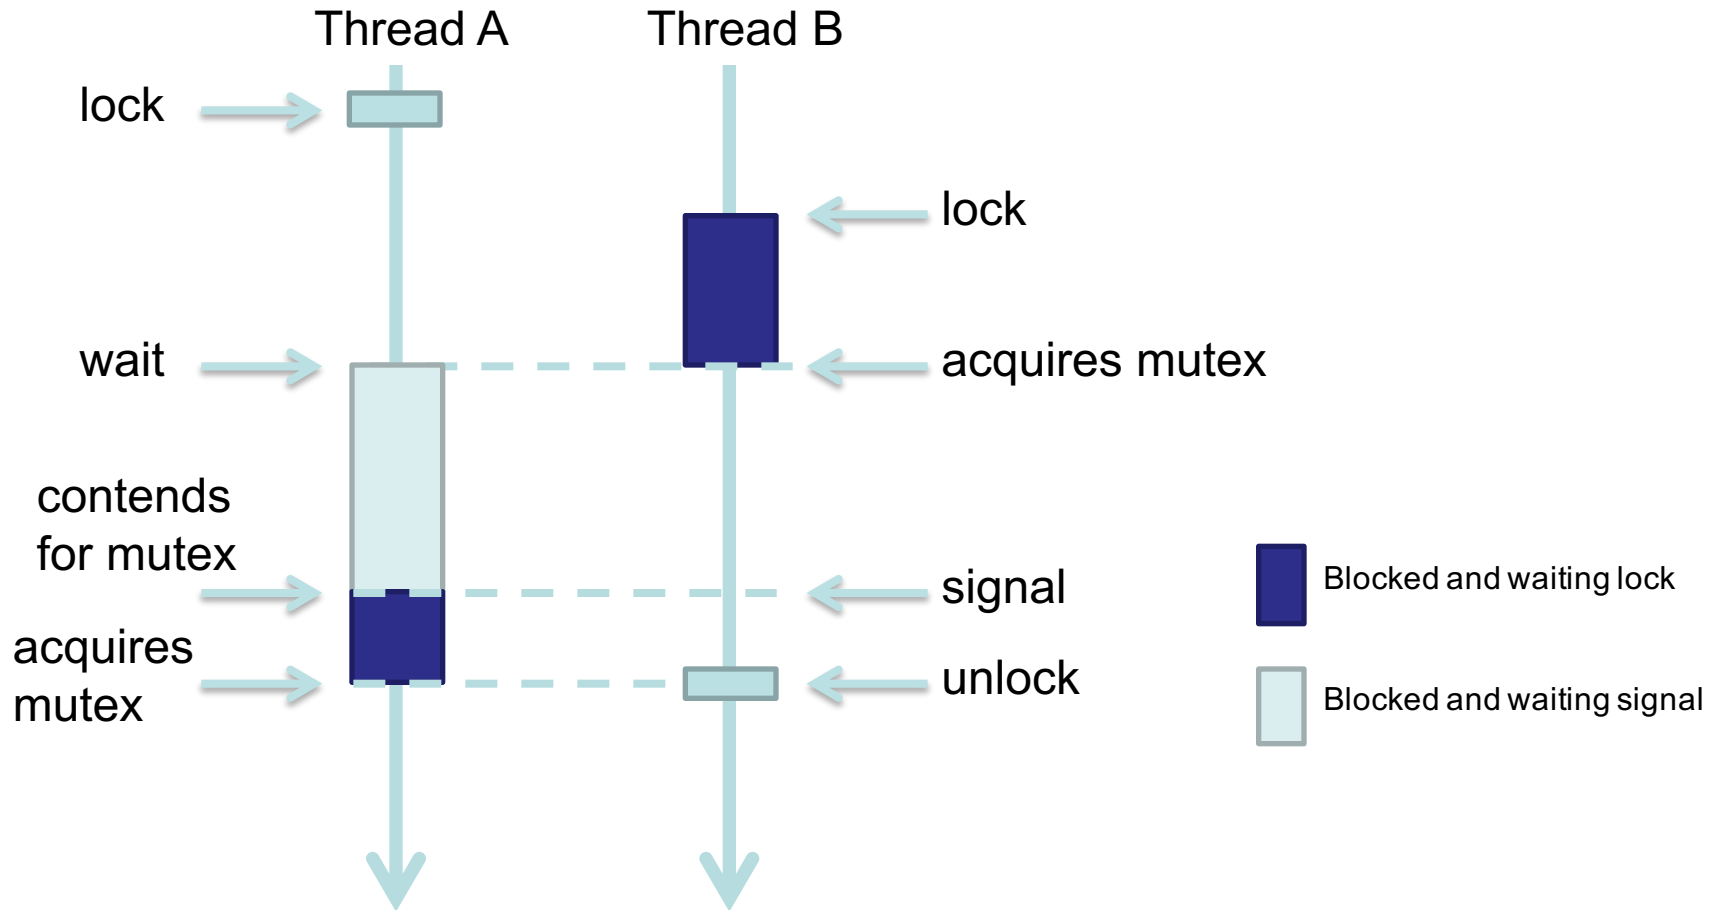 Thread A
Thread B
lock
lock
wait
acquires mutex
contends
for mutex
signal
acquires
mutex
unlock
Blocked and waiting lock
Blocked and waiting signal